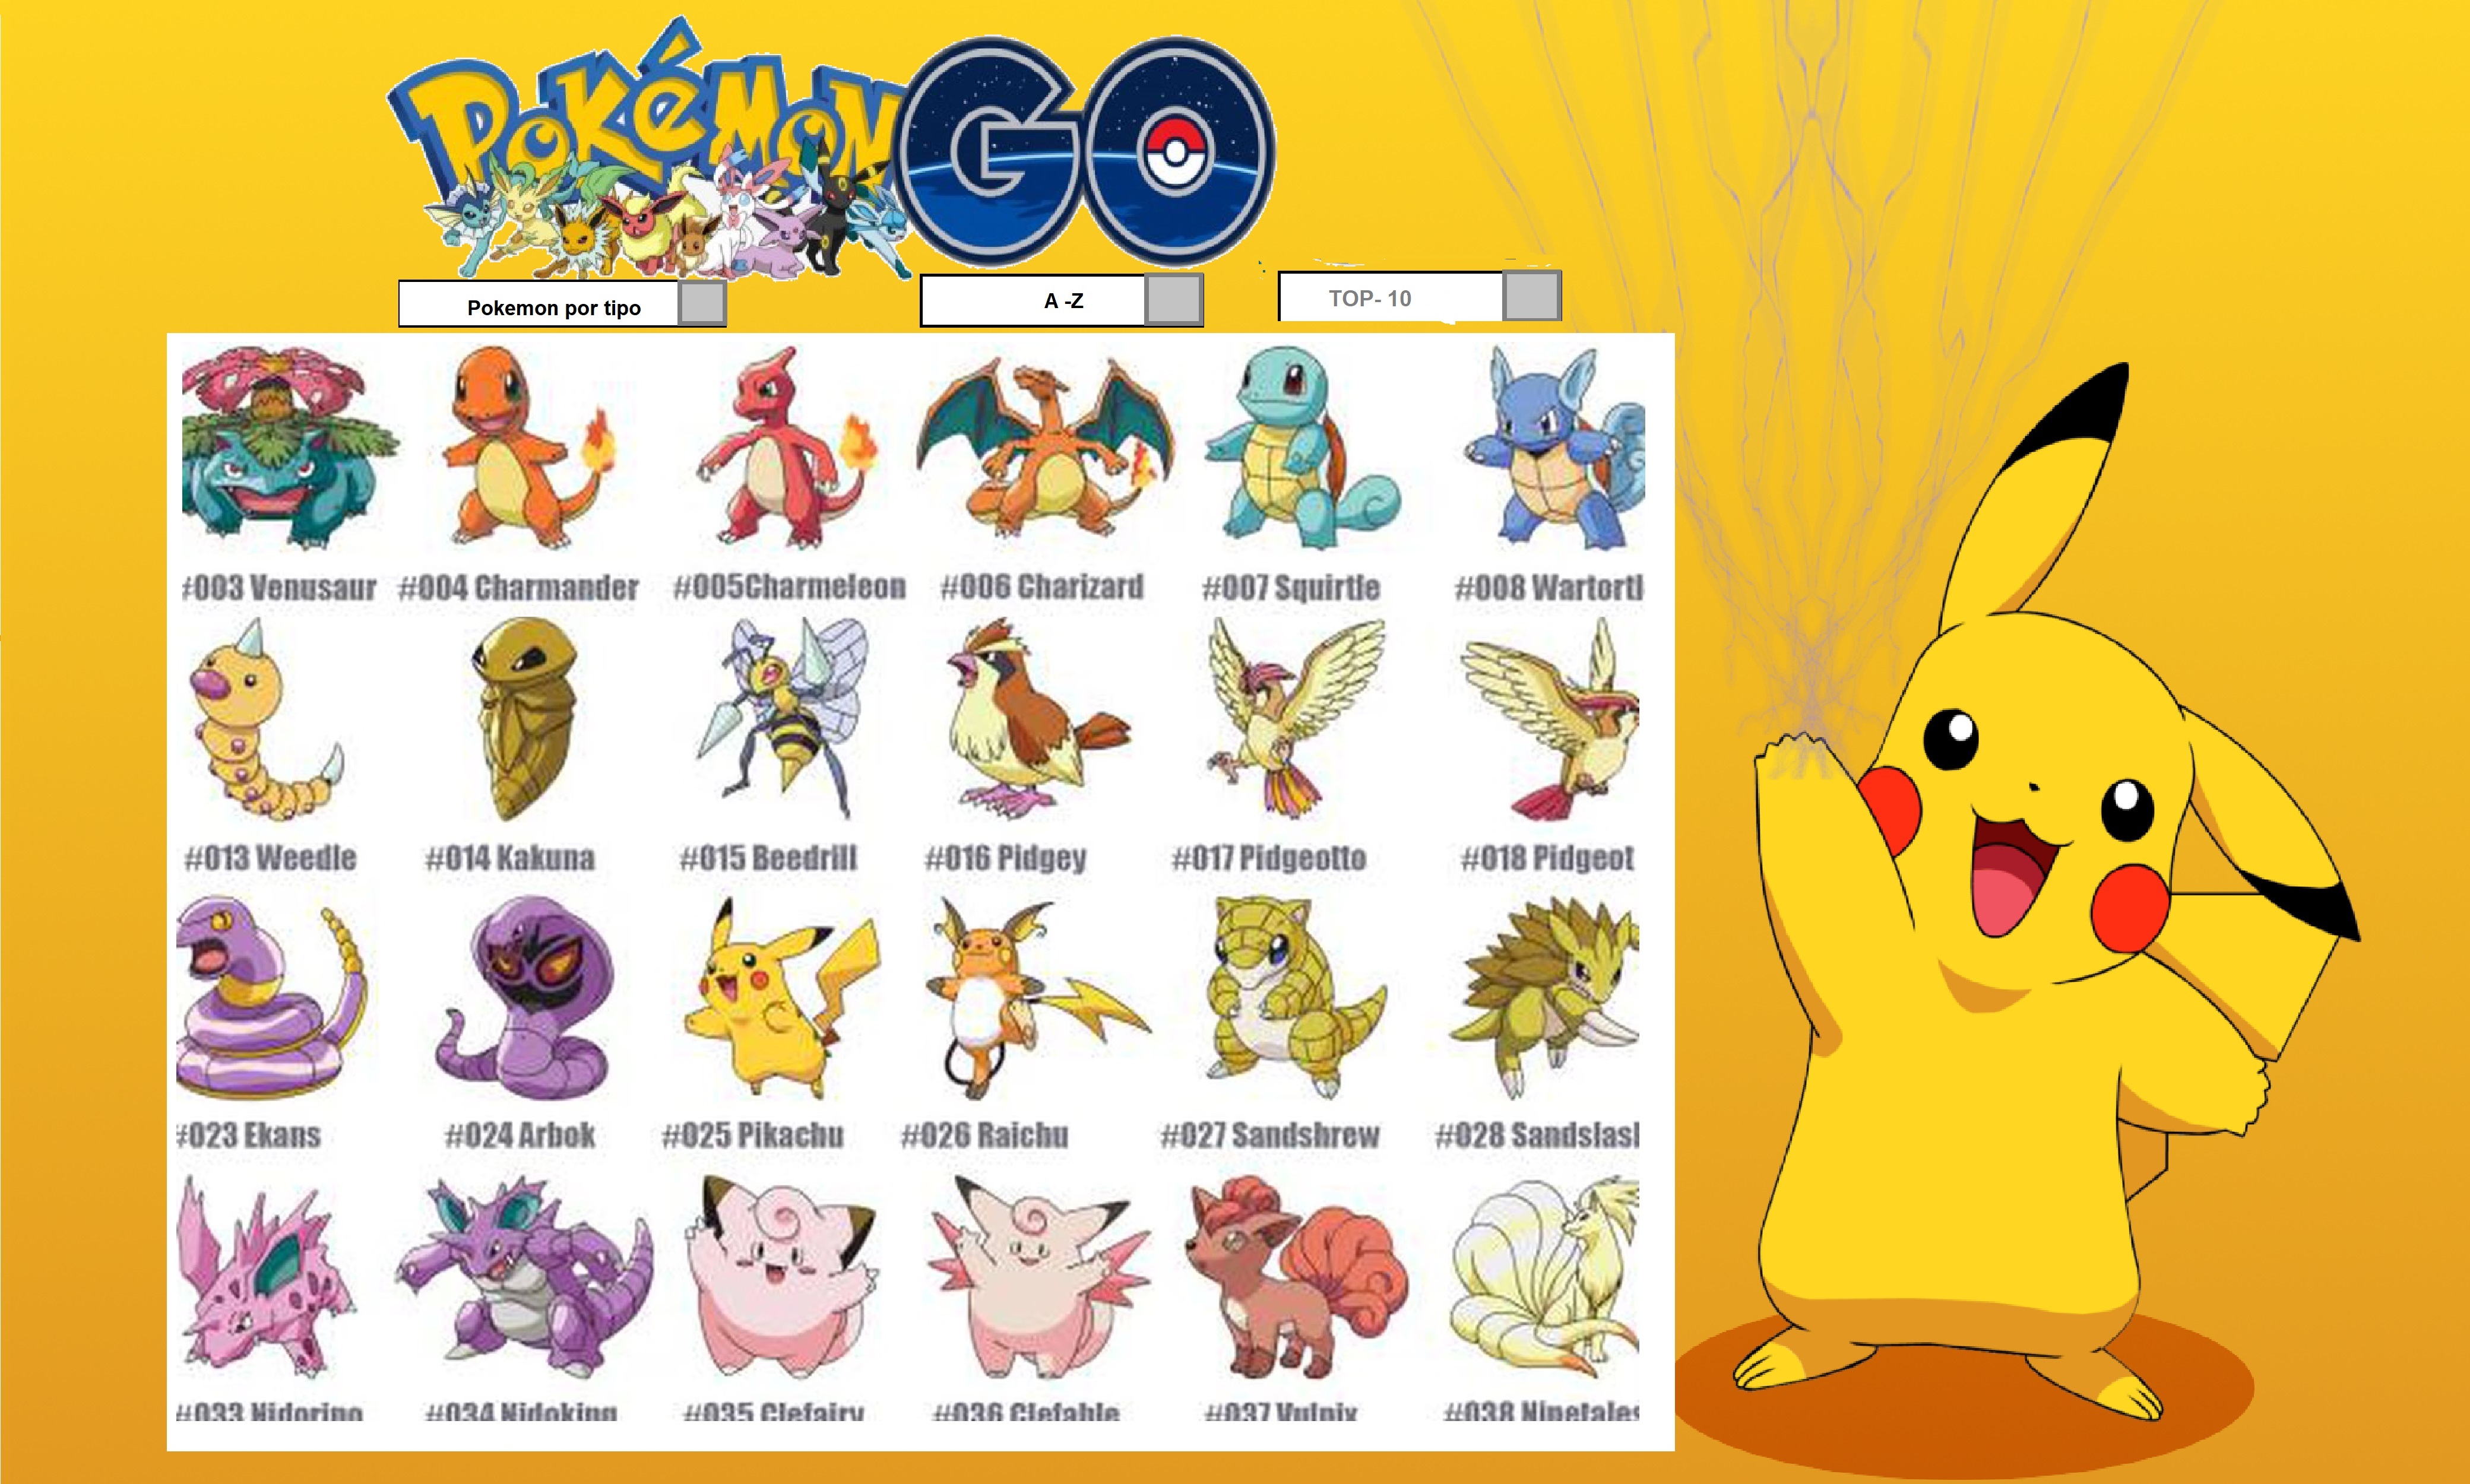 Pokémon GO
Pokemon por tipo
A -Z
TOP- 10
#003 Venusaur #004 Charmander #005Charmeleon #006 Charizard #007 Squirtle #008 Wartortl
#013 Weedle #014 Kakuna #015 Beedrill #016 Pidgey #017 Pidgeotto #018 Pidgeot
#023 Ekans #024 Arbok #025 Pikachu #026 Raichu #027 Sandshrew #028 Sandslash
#033 Nidorino #034 Nidoking #035 Clefairy #036 Clefable #037 Vulpix #038 Ninetales